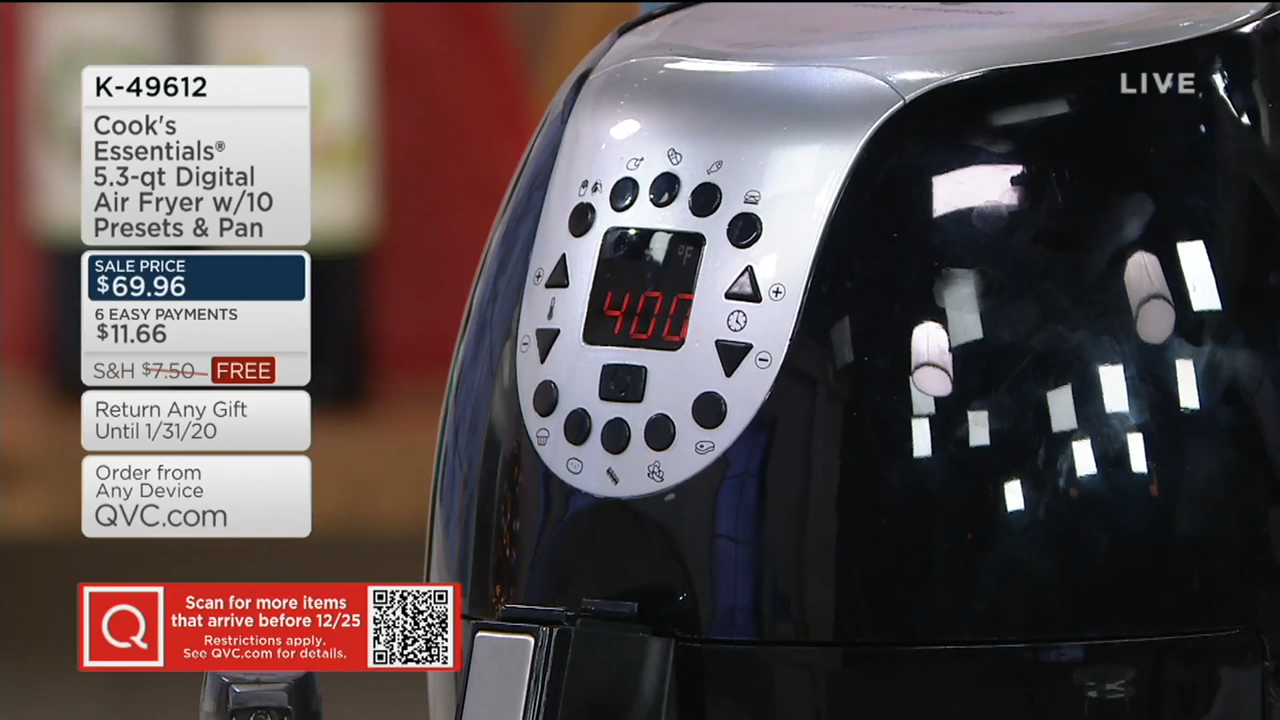 K-49612
Cook's
Essentials®
5.3-qt Digital
Air Fryer w/10
Presets & Pan
SALE PRICE
$69.96
6 EASY PAYMENTS
$11.66
S&H $7.50 FREE
Return Any Gift
Until 1/31/20
Order from
Any Device
QVC.com
Q
Scan for more items
that arrive before 12/25
Restrictions apply.
See QVC.com for details.
LIVE
°F
400